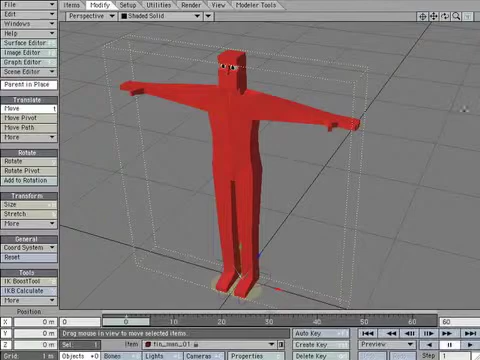 File
Edit
Windows
Help
Surface Editor
Image Editor
Graph Editor
Scene Editor
Parent in Place
Translate
Move t
Move Pivot
Move Path
More
Rotate
Rotate
Rotate Pivot
Add to Rotation
Transform
Size
Stretch
More
General
Coord System
Reset
Tools
IK BoostTool
IKB Calculate
More
Items Modify Setup Utilities Render View Modeler Tools
Perspective Shaded Solid
Position
X 0 m
Y 0 m
Z 0 m
Grid: 1 m
0 0 10 20 30 40 50 60
Drag mouse in view to move selected items.
Sel: 1 Item
Objects Bones Lights Cameras Properties
Auto Key
Create Key
Delete Key
Preview
Step 1